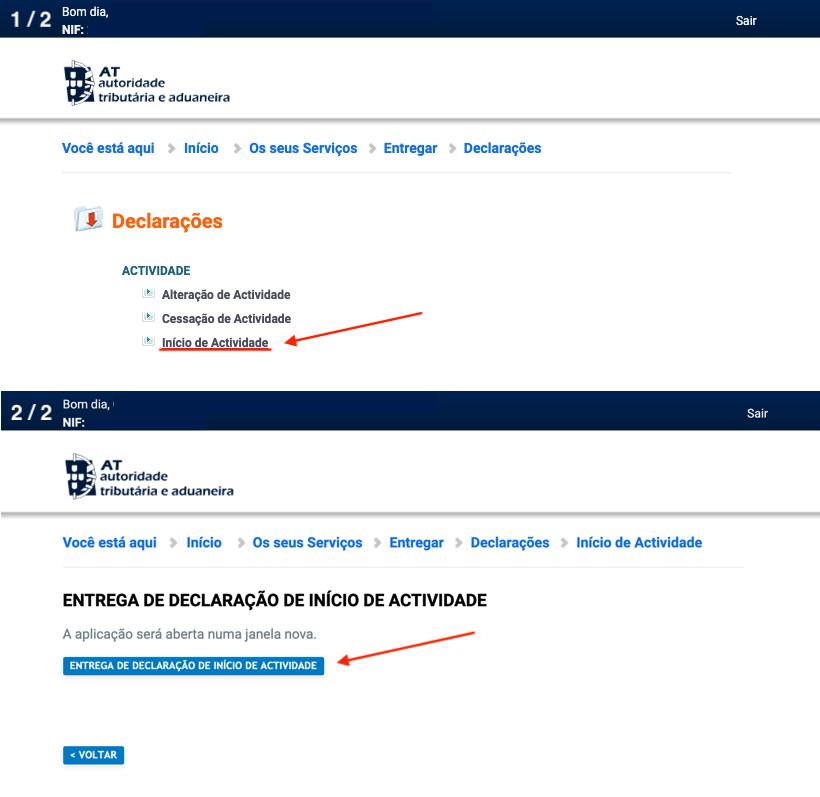 1 / 2
Bom dia,
NIF:
Sair
AT
autoridade
tributária e aduaneira
Você está aqui Início Os seus Serviços Entregar Declarações
Declarações
ACTIVIDADE
Alteração de Actividade
Cessação de Actividade
Início de Actividade
2 / 2
Bom dia,
NIF:
Sair
AT
autoridade
tributária e aduaneira
Você está aqui Início Os seus Serviços Entregar Declarações Início de Actividade
ENTREGA DE DECLARAÇÃO DE INÍCIO DE ACTIVIDADE
A aplicação será aberta numa janela nova.
ENTREGA DE DECLARAÇÃO DE INÍCIO DE ACTIVIDADE
< VOLTAR